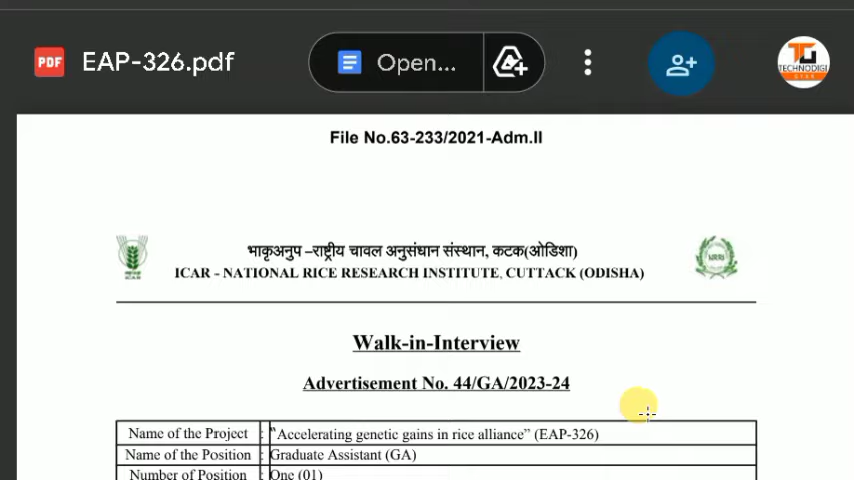 PDF EAP-326.pdf Open... TECHNODIGI
File No.63-233/2021-Adm.II
भाकृअनुप –राष्ट्रीय चावल अनुसंधान संस्थान, कटक(ओडिशा)
ICAR - NATIONAL RICE RESEARCH INSTITUTE, CUTTACK (ODISHA)
Walk-in-Interview
Advertisement No. 44/GA/2023-24
Name of the Project : "Accelerating genetic gains in rice alliance” (EAP-326)
Name of the Position : Graduate Assistant (GA)
Number of Position : One (01)